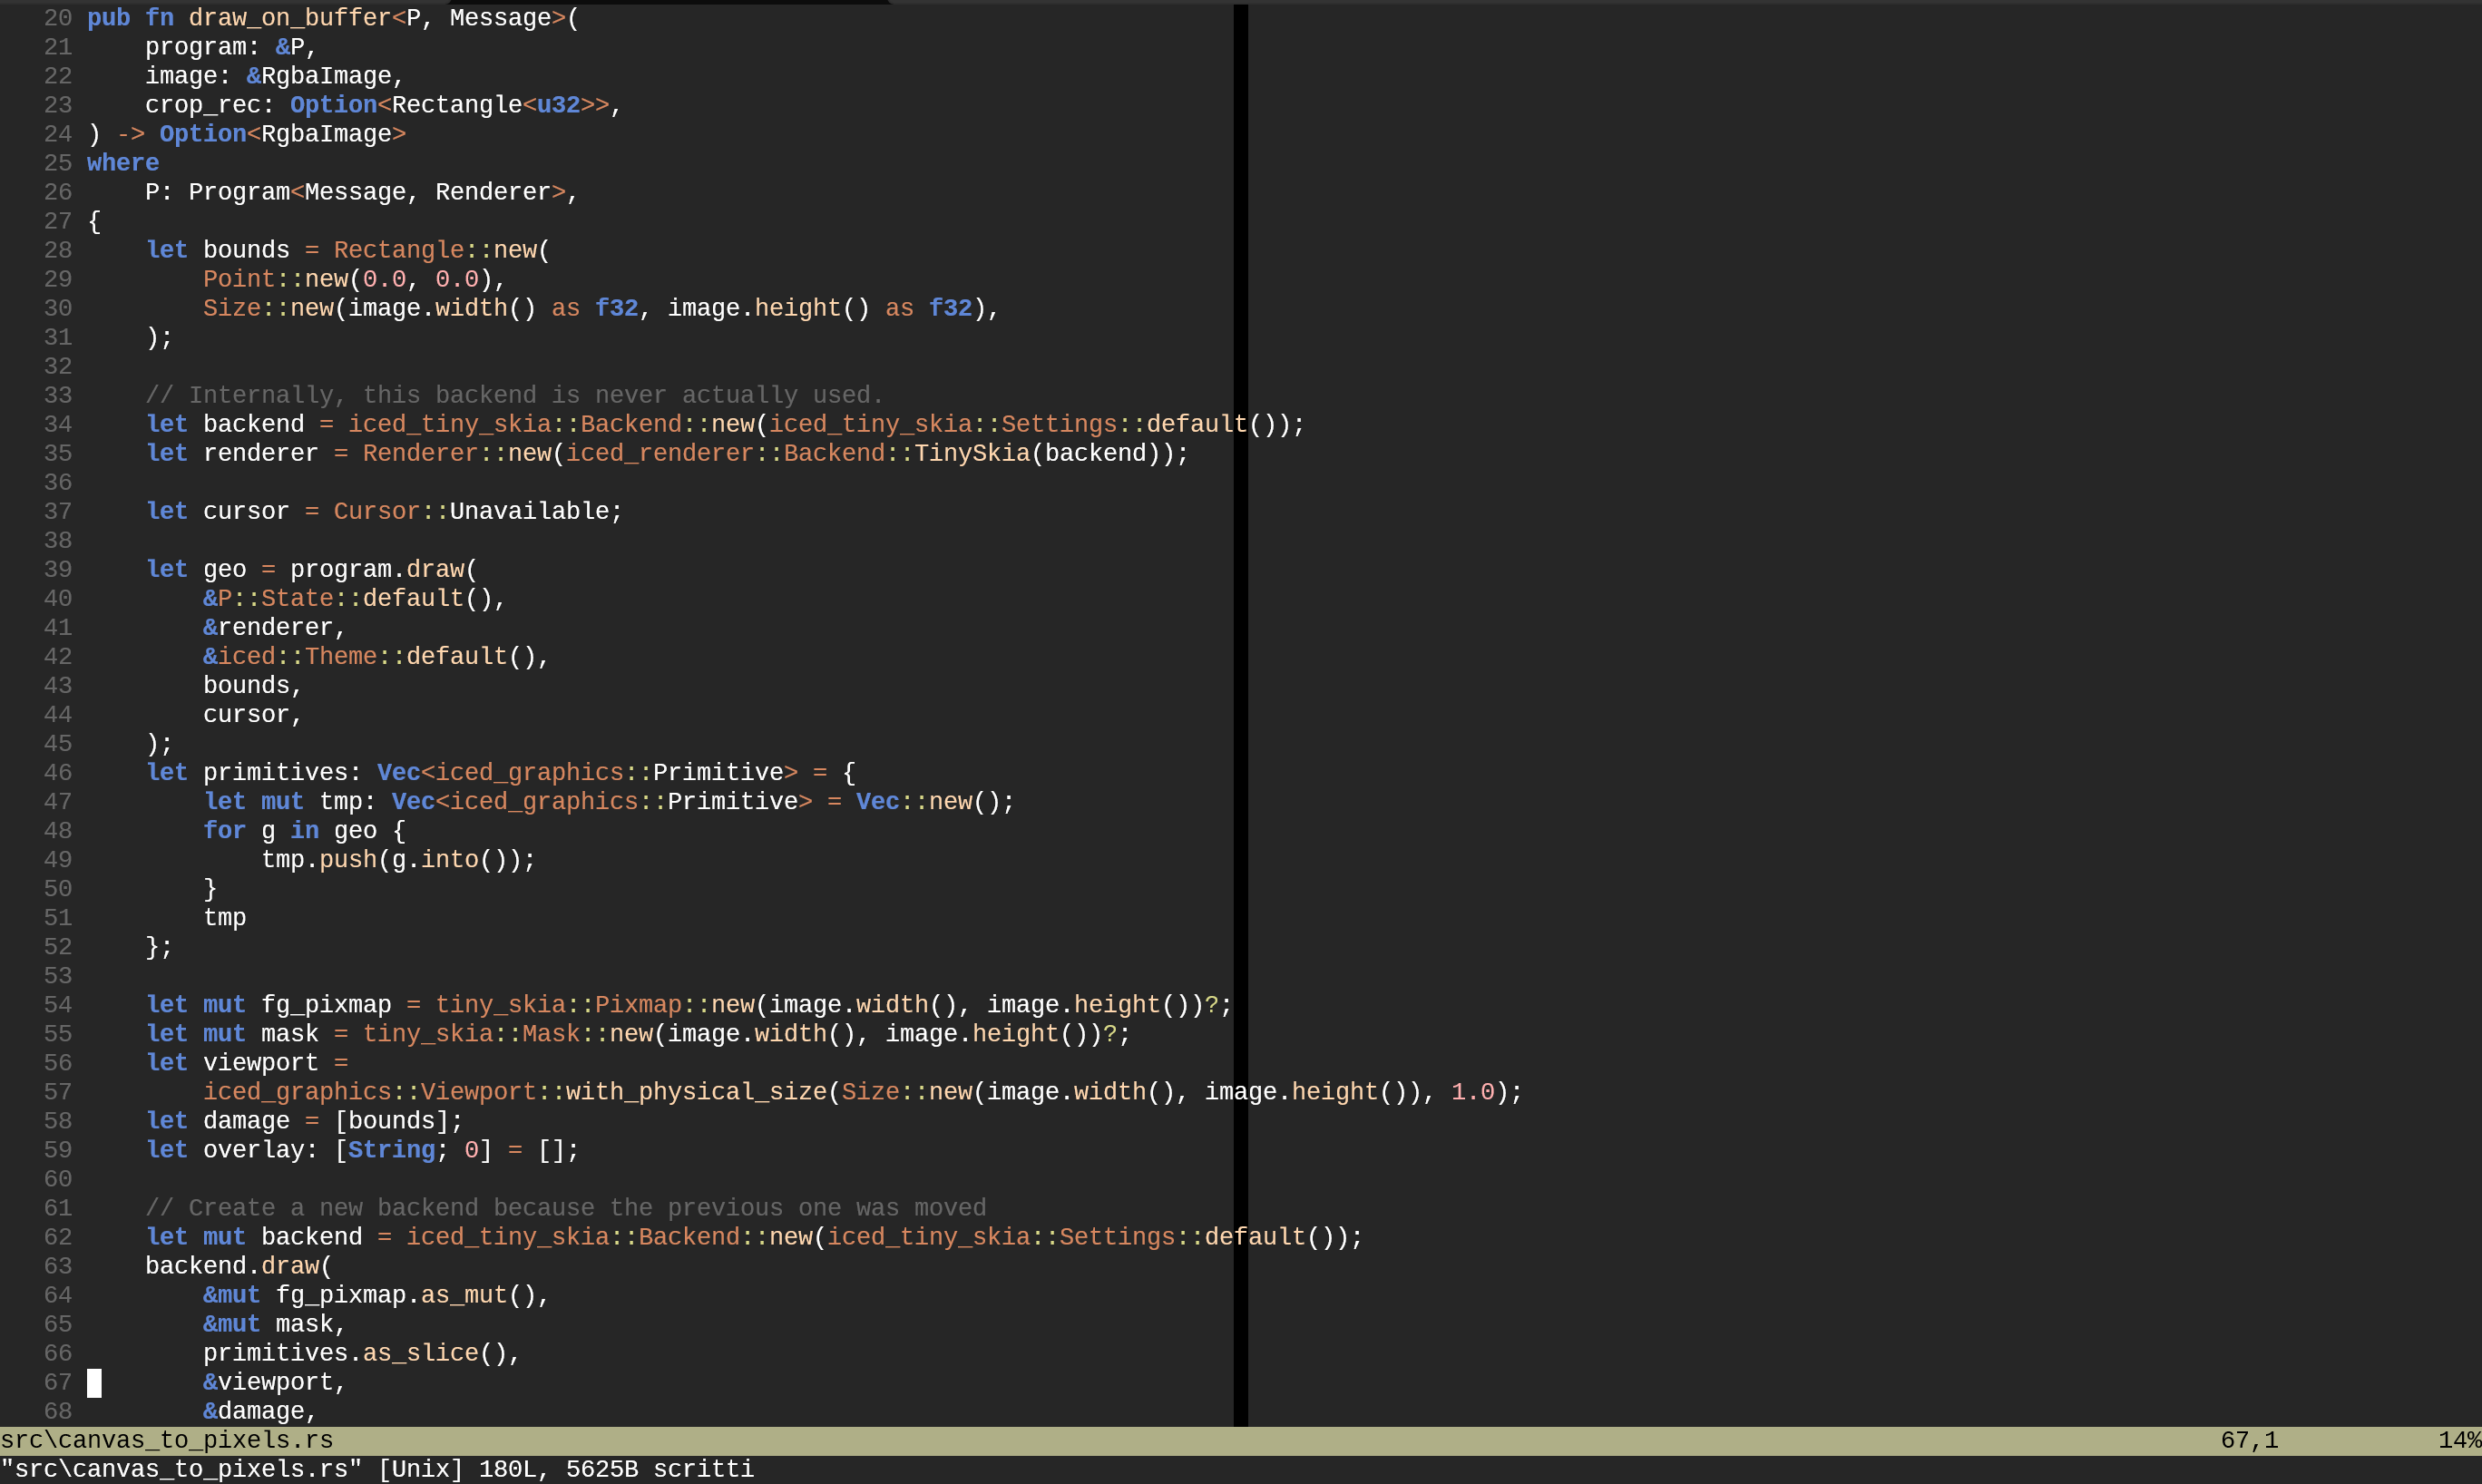 20 pub fn draw_on_buffer<P, Message>(
21     program: &P,
22     image: &RgbaImage,
23     crop_rec: Option<Rectangle<u32>>,
24 ) -> Option<RgbaImage>
25 where
26     P: Program<Message, Renderer>,
27 {
28     let bounds = Rectangle::new(
29         Point::new(0.0, 0.0),
30         Size::new(image.width() as f32, image.height() as f32),
31     );
32
33     // Internally, this backend is never actually used.
34     let backend = iced_tiny_skia::Backend::new(iced_tiny_skia::Settings::default());
35     let renderer = Renderer::new(iced_renderer::Backend::TinySkia(backend));
36
37     let cursor = Cursor::Unavailable;
38
39     let geo = program.draw(
40         &P::State::default(),
41         &renderer,
42         &iced::Theme::default(),
43         bounds,
44         cursor,
45     );
46     let primitives: Vec<iced_graphics::Primitive> = {
47         let mut tmp: Vec<iced_graphics::Primitive> = Vec::new();
48         for g in geo {
49             tmp.push(g.into());
50         }
51         tmp
52     };
53
54     let mut fg_pixmap = tiny_skia::Pixmap::new(image.width(), image.height())?;
55     let mut mask = tiny_skia::Mask::new(image.width(), image.height())?;
56     let viewport =
57         iced_graphics::Viewport::with_physical_size(Size::new(image.width(), image.height()), 1.0);
58     let damage = [bounds];
59     let overlay: [String; 0] = [];
60
61     // Create a new backend because the previous one was moved
62     let mut backend = iced_tiny_skia::Backend::new(iced_tiny_skia::Settings::default());
63     backend.draw(
64         &mut fg_pixmap.as_mut(),
65         &mut mask,
66         primitives.as_slice(),
67         &viewport,
68         &damage,
src\canvas_to_pixels.rs 67,1 14%
"src\canvas_to_pixels.rs" [Unix] 180L, 5625B scritti